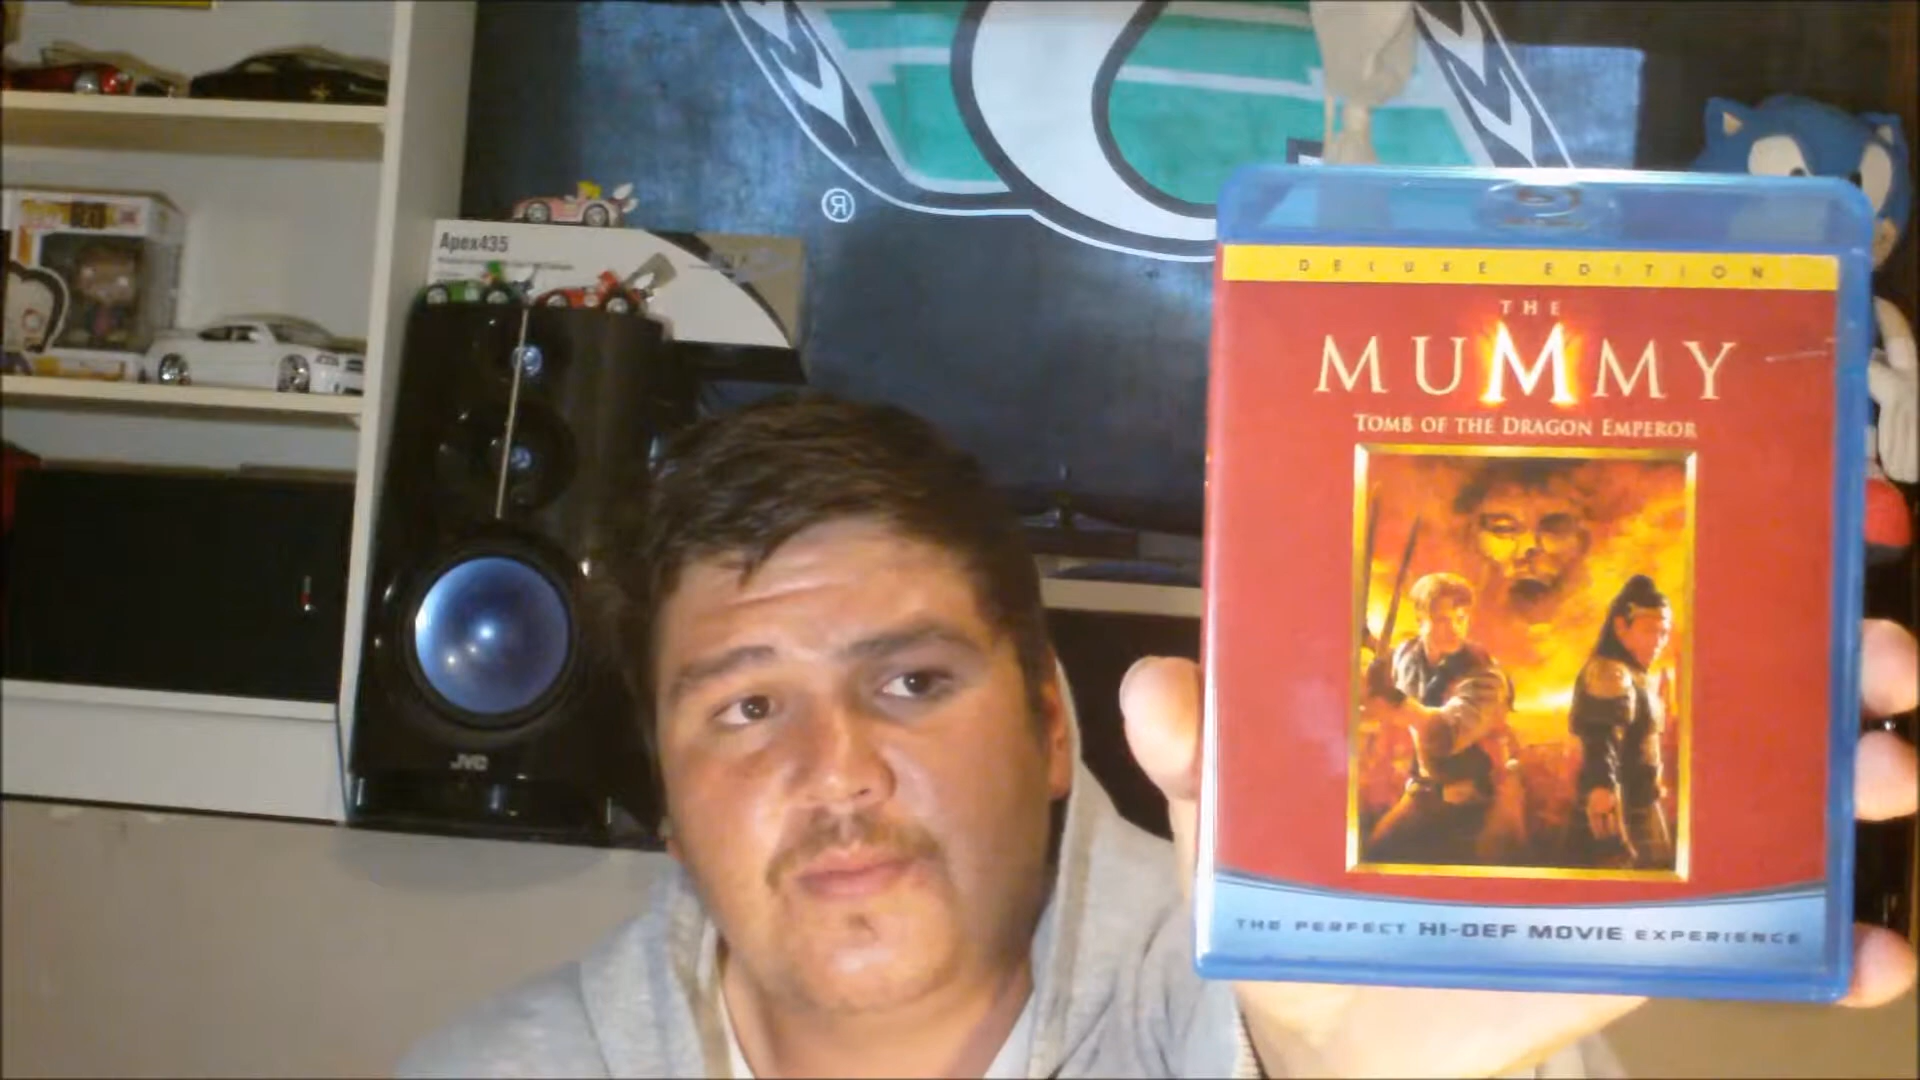 Apex435
®
JVC
DELUXE EDITION
THE
MUMMY
TOMB OF THE DRAGON EMPEROR
THE PERFECT HI-DEF MOVIE EXPERIENCE